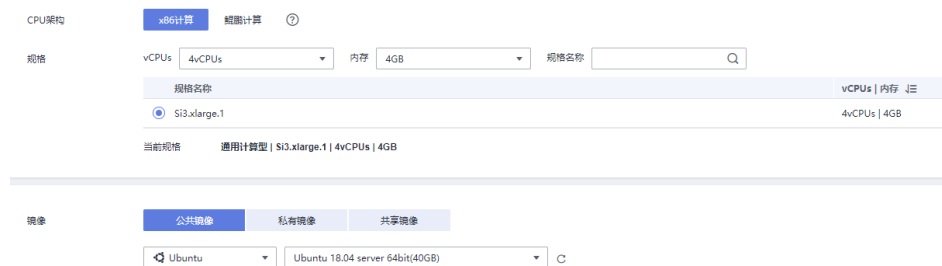 CPU架构 x86计算 鲲鹏计算 ?
规格 vCPUs 4vCPUs 内存 4GB 规格名称
规格名称 vCPUs | 内存
Si3.xlarge.1 4vCPUs | 4GB
当前规格 通用计算型 | Si3.xlarge.1 | 4vCPUs | 4GB
镜像 公共镜像 私有镜像 共享镜像
Ubuntu Ubuntu 18.04 server 64bit(40GB)